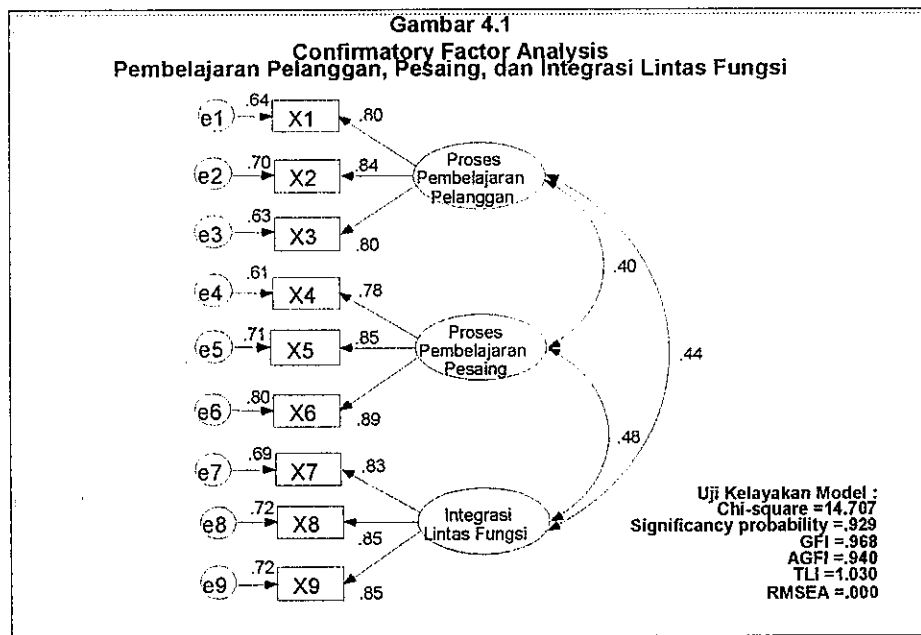 Gambar 4.1
Confirmatory Factor Analysis
Pembelajaran Pelanggan, Pesaing, dan Integrasi Lintas Fungsi
e1 .64 X1 .80
e2 .70 X2 .84
e3 .63 X3 .80
Proses
Pembelajaran
Pelanggan
e4 .61 X4 .78
e5 .71 X5 .85
e6 .80 X6 .89
Proses
Pembelajaran
Pesaing
e7 .69 X7 .83
e8 .72 X8 .85
e9 .72 X9 .85
Integrasi
Lintas Fungsi
.40
.44
.48
Uji Kelayakan Model :
Chi-square =14.707
Significancy probability =.929
GFI =.968
AGFI =.940
TLI =1.030
RMSEA =.000